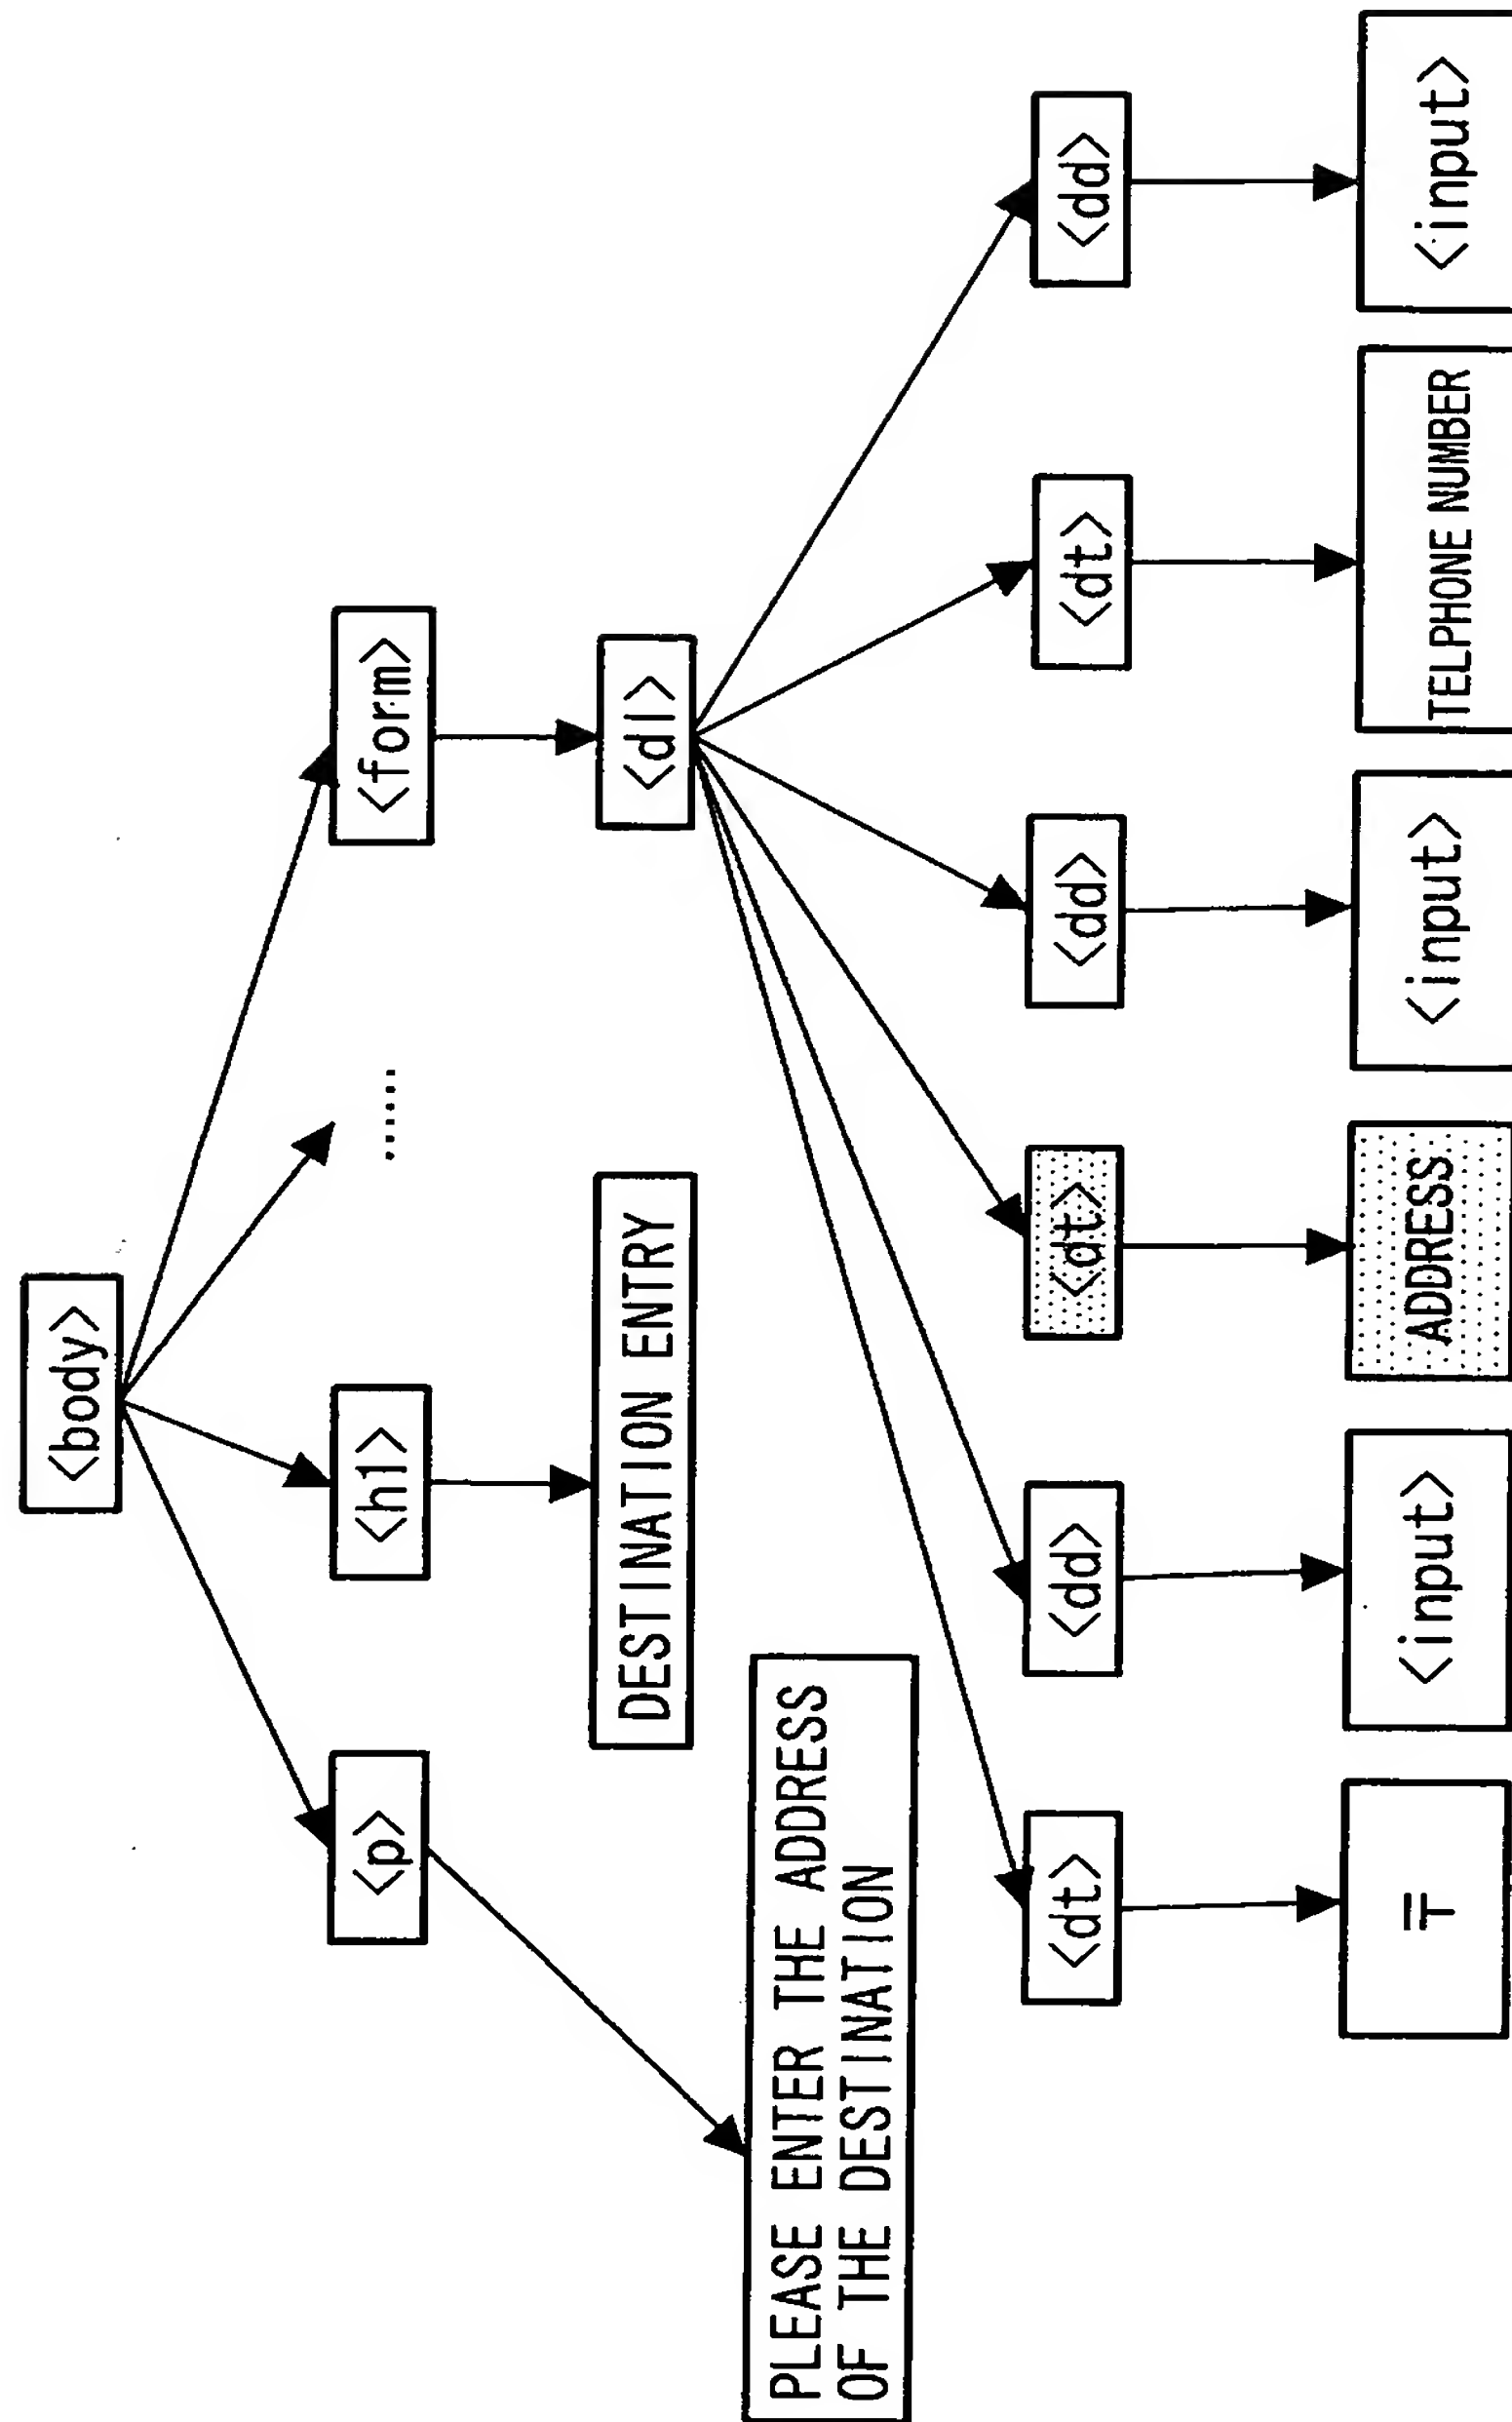 <body>
<p>
<h1>
......
<form>
DESTINATION ENTRY
<dl>
PLEASE ENTER THE ADDRESS
OF THE DESTINATION
<dt>
<dd>
<dt>
<dd>
<dt>
<dd>
〒
<input>
ADDRESS
<input>
TELPHONE NUMBER
<input>